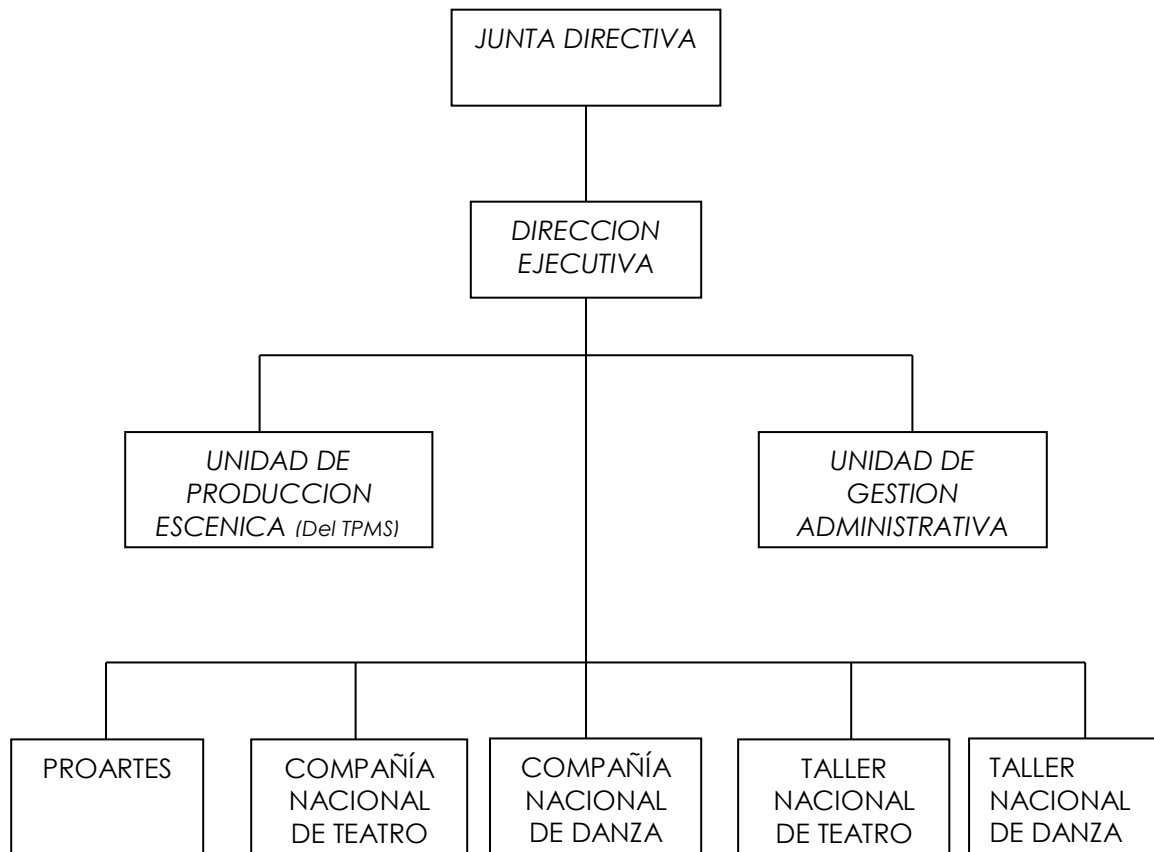 JUNTA DIRECTIVA
DIRECCION
EJECUTIVA
UNIDAD DE
PRODUCCION
ESCENICA (Del TPMS)
UNIDAD DE
GESTION
ADMINISTRATIVA
PROARTES
COMPAÑÍA
NACIONAL
DE TEATRO
COMPAÑÍA
NACIONAL
DE DANZA
TALLER
NACIONAL
DE TEATRO
TALLER
NACIONAL
DE DANZA